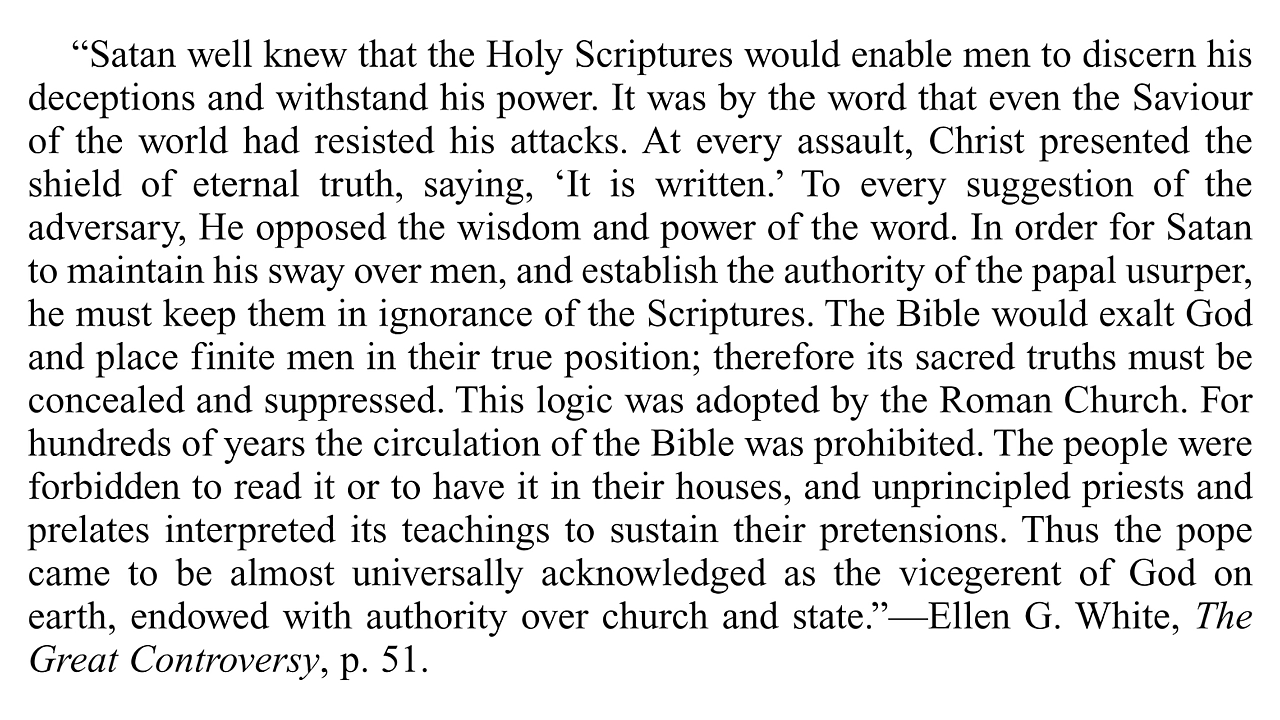 “Satan well knew that the Holy Scriptures would enable men to discern his
deceptions and withstand his power. It was by the word that even the Saviour
of the world had resisted his attacks. At every assault, Christ presented the
shield of eternal truth, saying, ‘It is written.’ To every suggestion of the
adversary, He opposed the wisdom and power of the word. In order for Satan
to maintain his sway over men, and establish the authority of the papal usurper,
he must keep them in ignorance of the Scriptures. The Bible would exalt God
and place finite men in their true position; therefore its sacred truths must be
concealed and suppressed. This logic was adopted by the Roman Church. For
hundreds of years the circulation of the Bible was prohibited. The people were
forbidden to read it or to have it in their houses, and unprincipled priests and
prelates interpreted its teachings to sustain their pretensions. Thus the pope
came to be almost universally acknowledged as the vicegerent of God on
earth, endowed with authority over church and state.”—Ellen G. White, The
Great Controversy, p. 51.